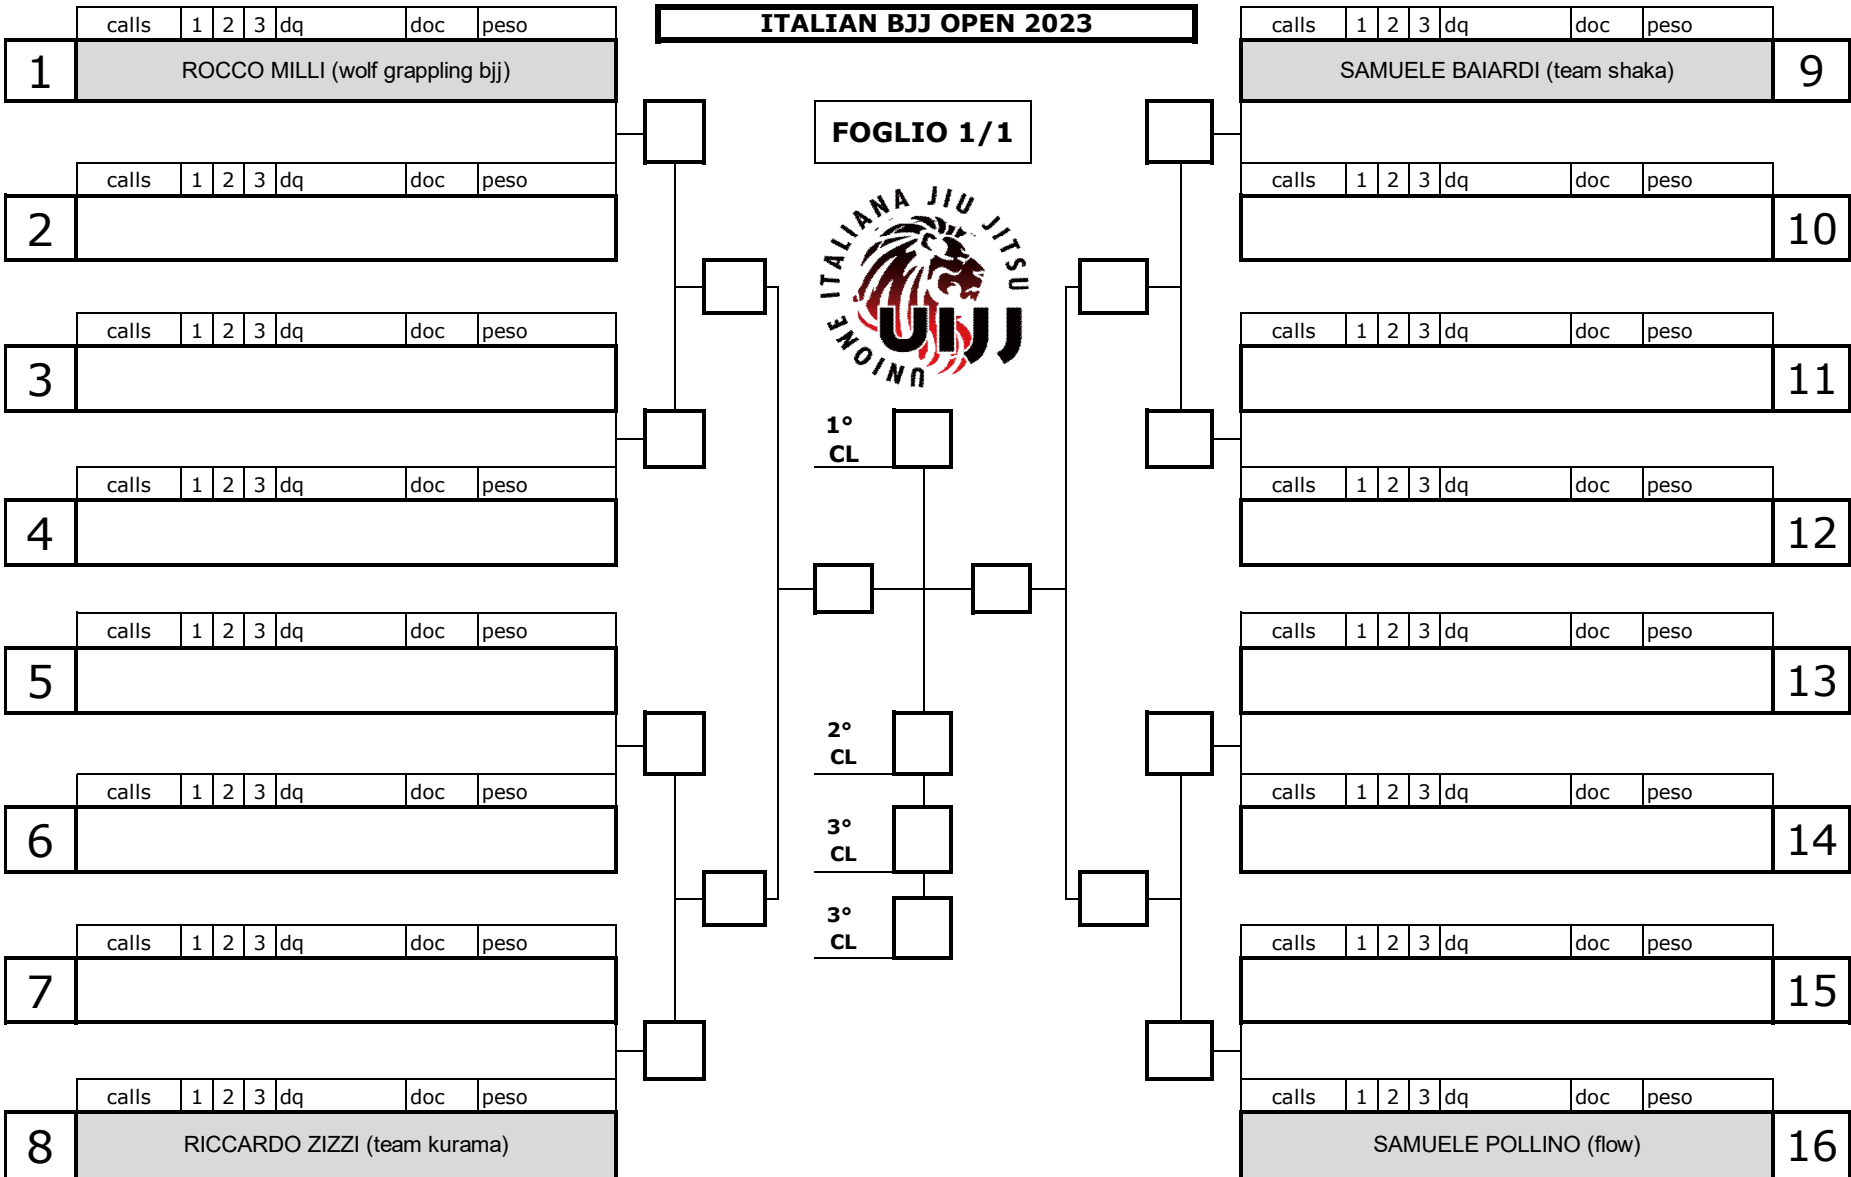 ITALIAN BJJ OPEN 2023
FOGLIO 1/1
UNIONE ITALIANA JIU JITSU
UIJJ
calls 1 2 3 dq doc peso
1 ROCCO MILLI (wolf grappling bjj)
calls 1 2 3 dq doc peso
2
calls 1 2 3 dq doc peso
3
calls 1 2 3 dq doc peso
4
calls 1 2 3 dq doc peso
5
calls 1 2 3 dq doc peso
6
calls 1 2 3 dq doc peso
7
calls 1 2 3 dq doc peso
8 RICCARDO ZIZZI (team kurama)
1°
CL
2°
CL
3°
CL
3°
CL
calls 1 2 3 dq doc peso
SAMUELE BAIARDI (team shaka) 9
calls 1 2 3 dq doc peso
10
calls 1 2 3 dq doc peso
11
calls 1 2 3 dq doc peso
12
calls 1 2 3 dq doc peso
13
calls 1 2 3 dq doc peso
14
calls 1 2 3 dq doc peso
15
calls 1 2 3 dq doc peso
SAMUELE POLLINO (flow) 16